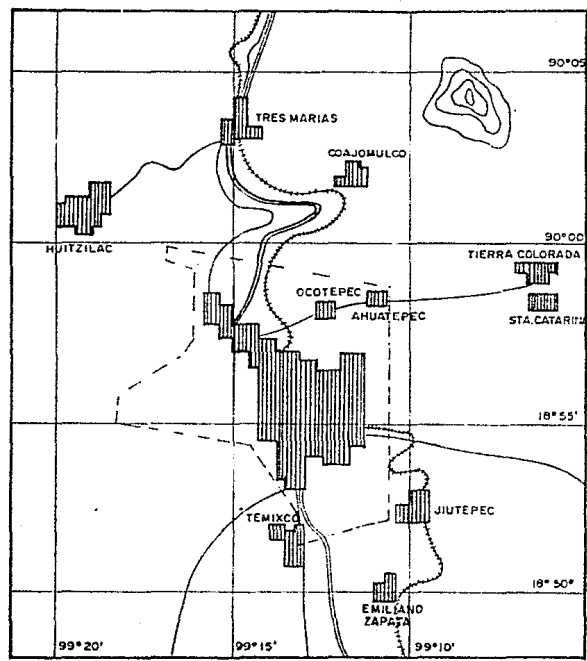 90°05'
TRES MARIAS
COAJOMULCO
HUITZILAC
90°00'
TIERRA COLORADA
OCOTEPEC
AHUATEPEC
STA. CATARINA
18°55'
TEMIXCO
JIUTEPEC
18°50'
EMILIANO
ZAPATA
99°20'
99°15'
99°10'